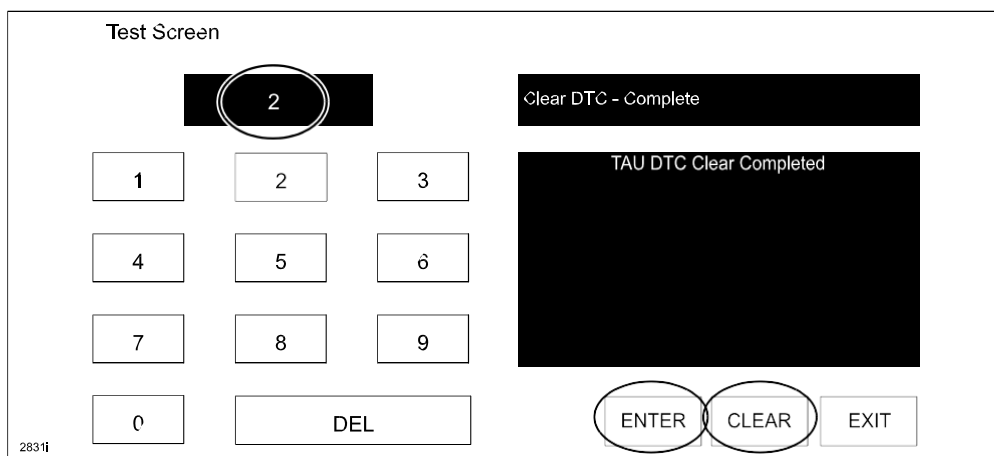 Test Screen
2
Clear DTC - Complete
TAU DTC Clear Completed
1 2 3
4 5 6
7 8 9
0 DEL
ENTER CLEAR EXIT
2831i